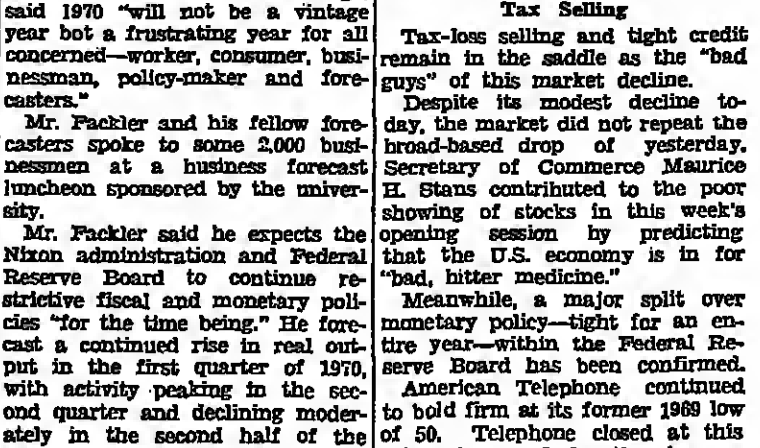 said 1970 "will not be a vintage
year bot a frustrating year for all
concerned—worker, consumer, busi-
nessman, policy-maker and fore-
casters."
Mr. Fackler and his fellow fore-
casters spoke to some 2,000 busi-
nessmen at a business forecast
luncheon sponsored by the univer-
sity.
Mr. Fackler said he expects the
Nixon administration and Federal
Reserve Board to continue re-
strictive fiscal and monetary poli-
cies "for the time being." He fore-
cast a continued rise in real out-
put in the first quarter of 1970,
with activity peaking in the sec-
ond quarter and declining moder-
ately in the second half of the
Tax Selling
Tax-loss selling and tight credit
remain in the saddle as the "bad
guys" of this market decline.
Despite its modest decline to-
day, the market did not repeat the
broad-based drop of yesterday.
Secretary of Commerce Maurice
H. Stans contributed to the poor
showing of stocks in this week's
opening session by predicting
that the U.S. economy is in for
"bad, bitter medicine."
Meanwhile, a major split over
monetary policy—tight for an en-
tire year—within the Federal Re-
serve Board has been confirmed.
American Telephone continued
to hold firm at its former 1969 low
of 50. Telephone closed at this